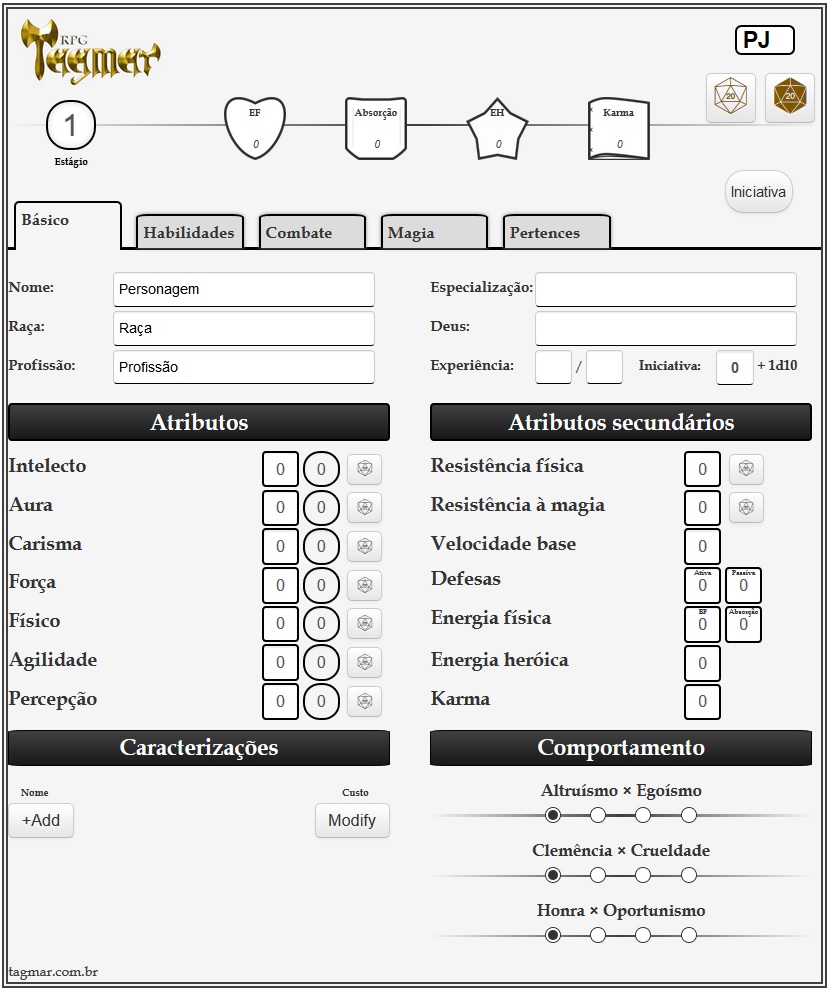 RPG
Tagmar
PJ
20
20
1
Estágio
EF
0
Absorção
0
EH
0
Karma
0
Iniciativa
Básico
Habilidades
Combate
Magia
Pertences
Nome: Personagem
Especialização:
Raça: Raça
Deus:
Profissão: Profissão
Experiência: / Iniciativa: 0 + 1d10
Atributos
Intelecto 0 0
Aura 0 0
Carisma 0 0
Força 0 0
Físico 0 0
Agilidade 0 0
Percepção 0 0
Atributos secundários
Resistência física 0
Resistência à magia 0
Velocidade base 0
Defesas Ativa 0 Passiva 0
Energia física EF 0 Absorção 0
Energia heróica 0
Karma 0
Caracterizações
Nome Custo
+Add Modify
Comportamento
Altruísmo × Egoísmo
Clemência × Crueldade
Honra × Oportunismo
tagmar.com.br